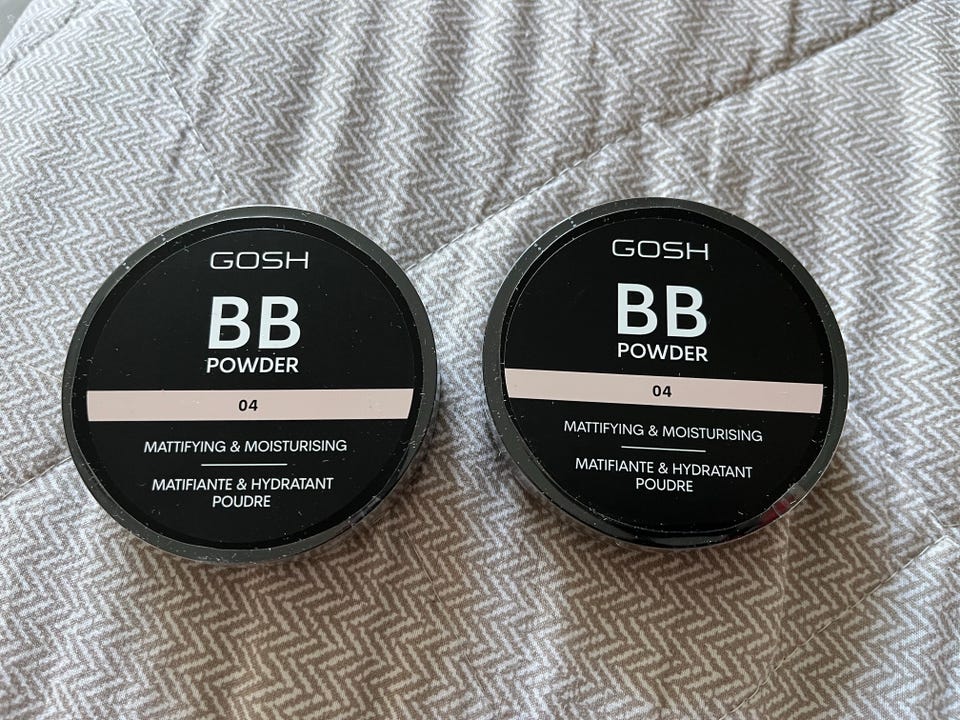 GOSH
BB
POWDER
04
MATTIFYING & MOISTURISING
MATIFIANTE & HYDRATANT
POUDRE
GOSH
BB
POWDER
04
MATTIFYING & MOISTURISING
MATIFIANTE & HYDRATANT
POUDRE